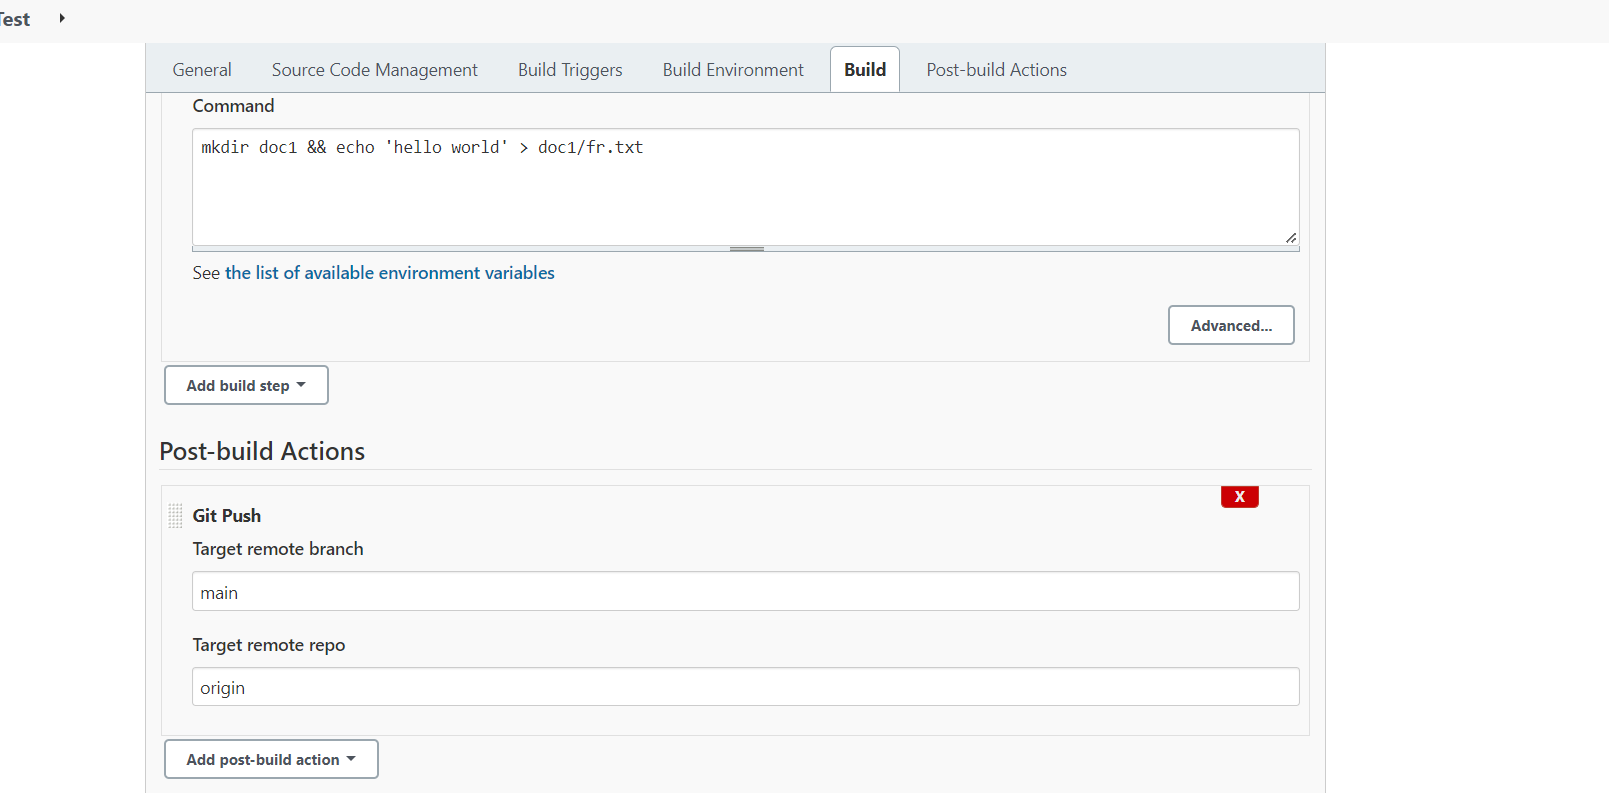 Test
General Source Code Management Build Triggers Build Environment Build Post-build Actions
Command
mkdir doc1 && echo 'hello world' > doc1/fr.txt
See the list of available environment variables
Advanced...
Add build step
Post-build Actions
X
Git Push
Target remote branch
main
Target remote repo
origin
Add post-build action